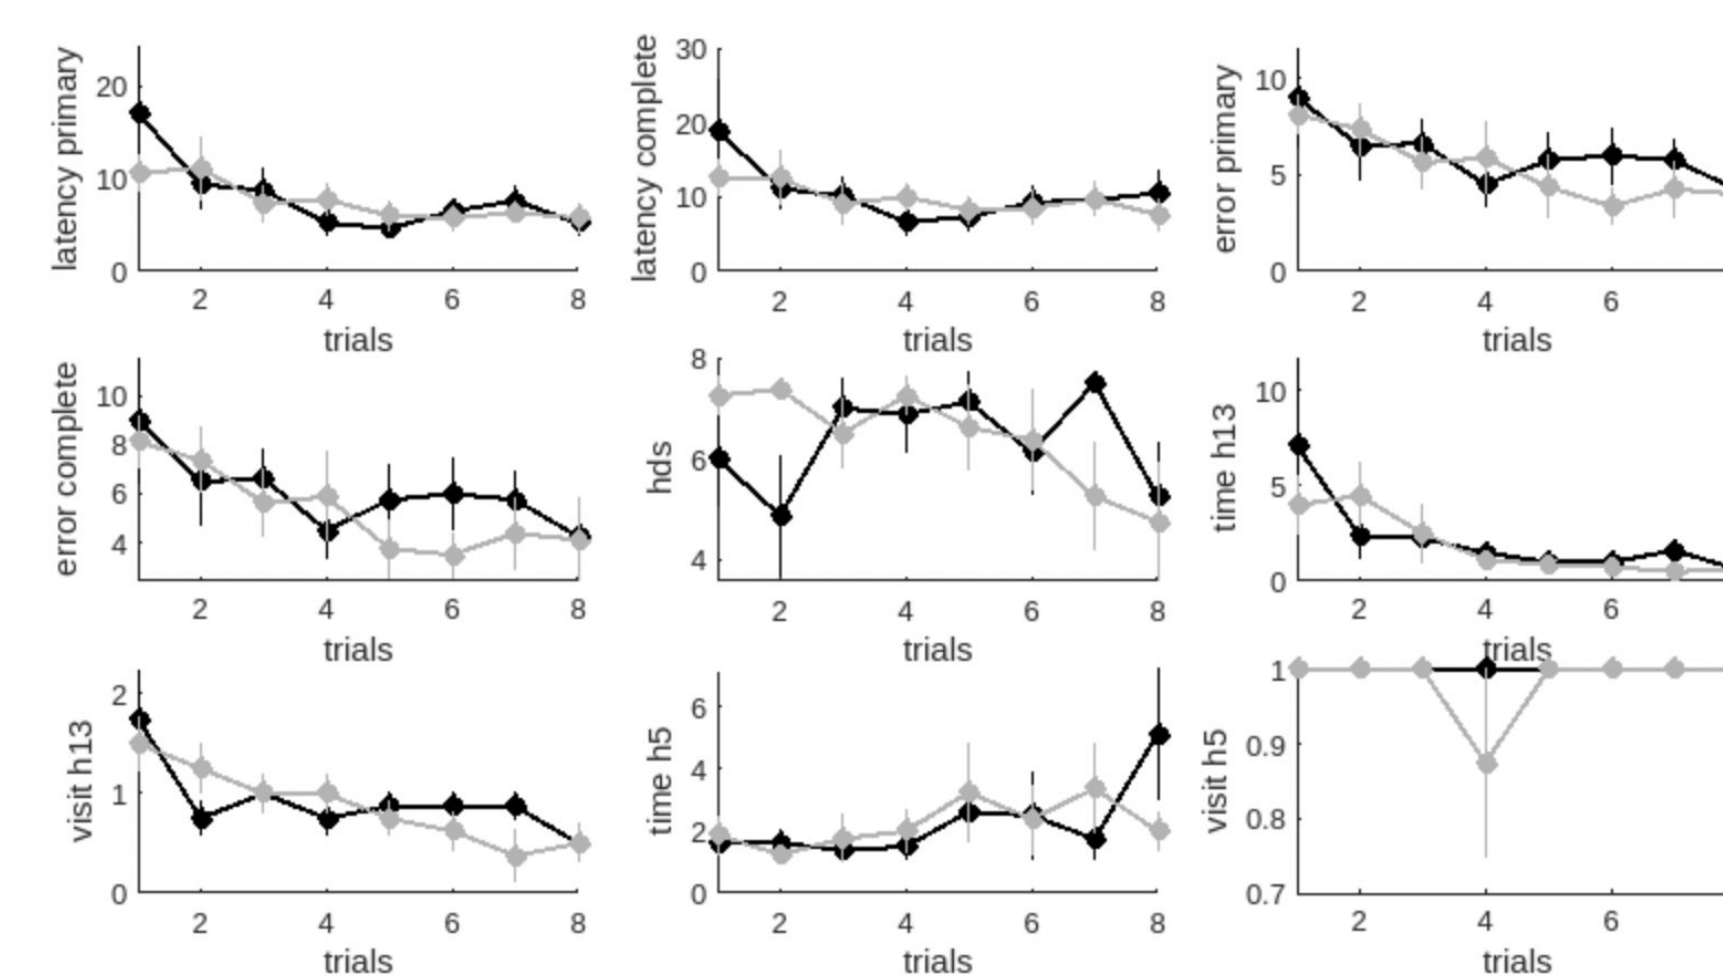 latency primary
20
10
0
2 4 6 8
trials
latency complete
30
20
10
0
2 4 6 8
trials
error primary
10
5
0
2 4 6
trials
error complete
10
8
6
4
2 4 6 8
trials
hds
8
6
4
2 4 6 8
trials
time h13
10
5
0
2 4 6
trials
visit h13
2
1
0
2 4 6 8
trials
time h5
6
4
2
0
2 4 6 8
trials
visit h5
1
0.9
0.8
0.7
2 4 6
trials